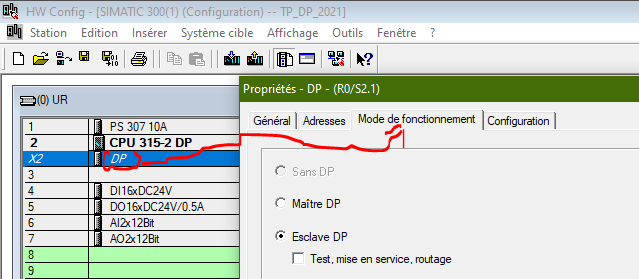 HW Config - [SIMATIC 300(1) (Configuration) -- TP_DP_2021]
Station Edition Insérer Système cible Affichage Outils Fenêtre ?
(0) UR
1 PS 307 10A
2 CPU 315-2 DP
X2 DP
3
4 DI16xDC24V
5 DO16xDC24V/0.5A
6 AI2x12Bit
7 AO2x12Bit
8
9
Propriétés - DP - (R0/S2.1)
Général Adresses Mode de fonctionnement Configuration
Sans DP
Maître DP
Esclave DP
Test, mise en service, routage